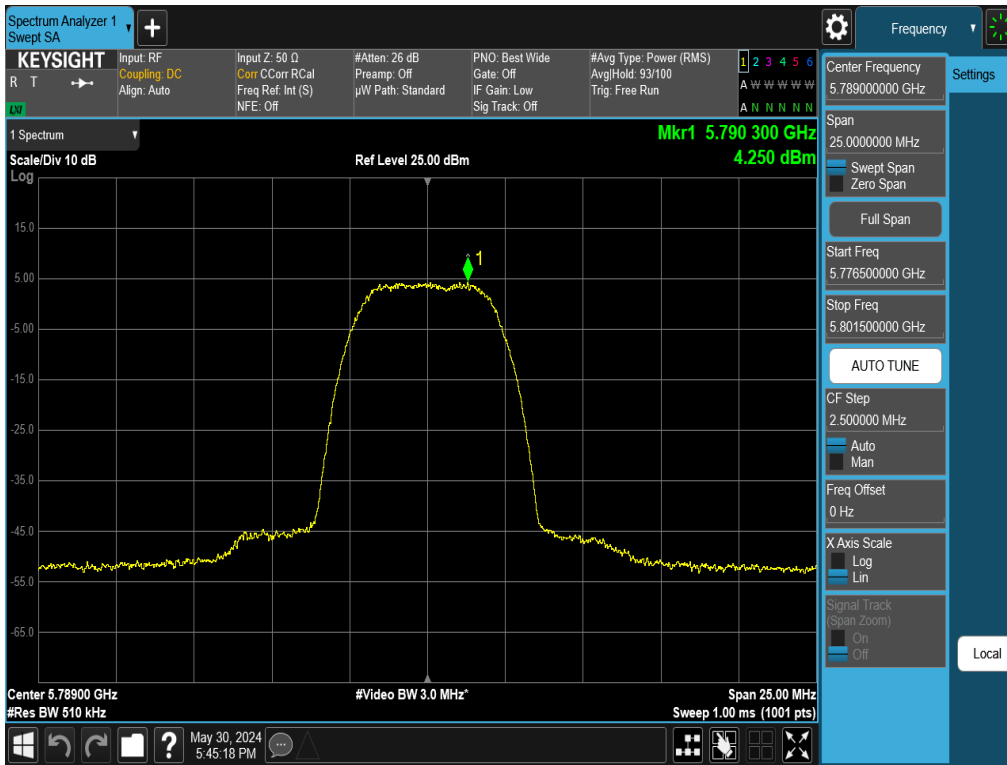 Spectrum Analyzer 1
Swept SA
+
Frequency
KEYSIGHT
R T
LXI
Input: RF
Coupling: DC
Align: Auto
Input Z: 50 Ω
Corr CCorr RCal
Freq Ref: Int (S)
NFE: Off
#Atten: 26 dB
Preamp: Off
µW Path: Standard
PNO: Best Wide
Gate: Off
IF Gain: Low
Sig Track: Off
#Avg Type: Power (RMS)
Avg|Hold: 93/100
Trig: Free Run
1 2 3 4 5 6
A W W W W W
A N N N N N
1 Spectrum
Scale/Div 10 dB
Log
Ref Level 25.00 dBm
Mkr1 5.790 300 GHz
4.250 dBm
15.0
5.00
-5.00
-15.0
-25.0
-35.0
-45.0
-55.0
-65.0
1
Center 5.78900 GHz
#Res BW 510 kHz
#Video BW 3.0 MHz*
Span 25.00 MHz
Sweep 1.00 ms (1001 pts)
Center Frequency
5.789000000 GHz
Span
25.0000000 MHz
Swept Span
Zero Span
Full Span
Start Freq
5.776500000 GHz
Stop Freq
5.801500000 GHz
AUTO TUNE
CF Step
2.500000 MHz
Auto
Man
Freq Offset
0 Hz
X Axis Scale
Log
Lin
Signal Track
(Span Zoom)
On
Off
Settings
Local
?
May 30, 2024
5:45:18 PM